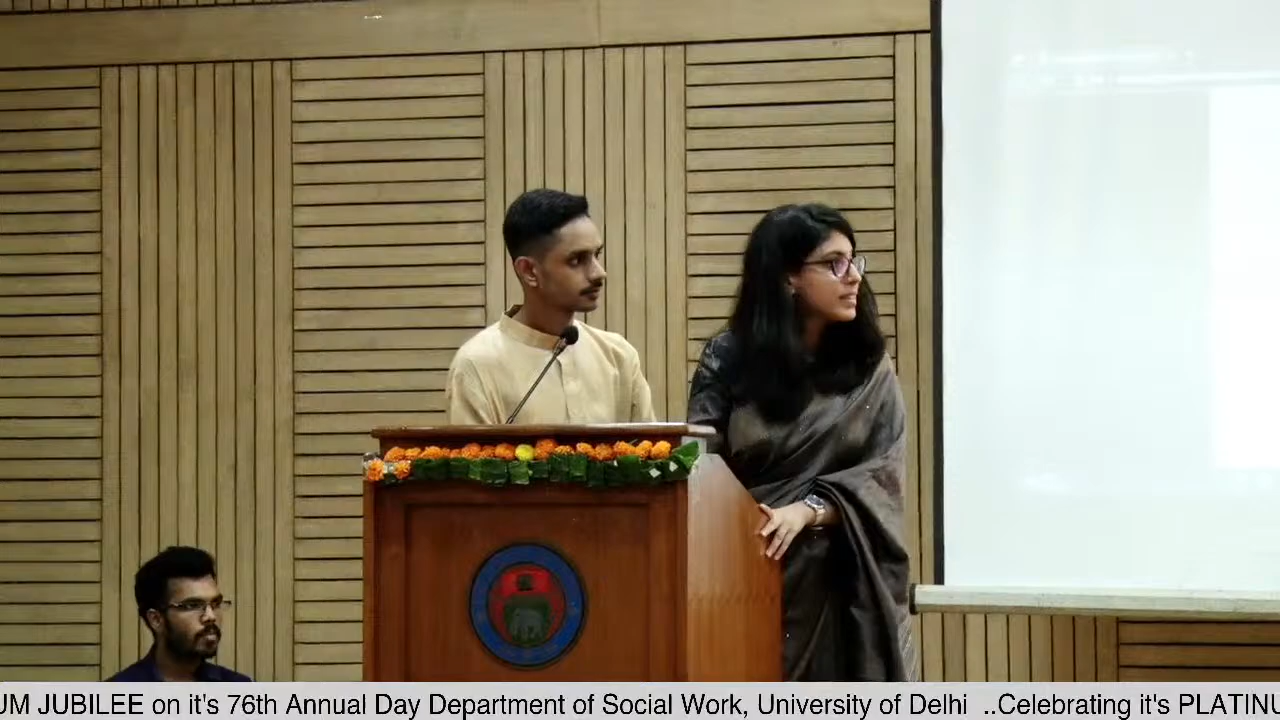 UM JUBILEE on it's 76th Annual Day Department of Social Work, University of Delhi ..Celebrating it's PLATINU